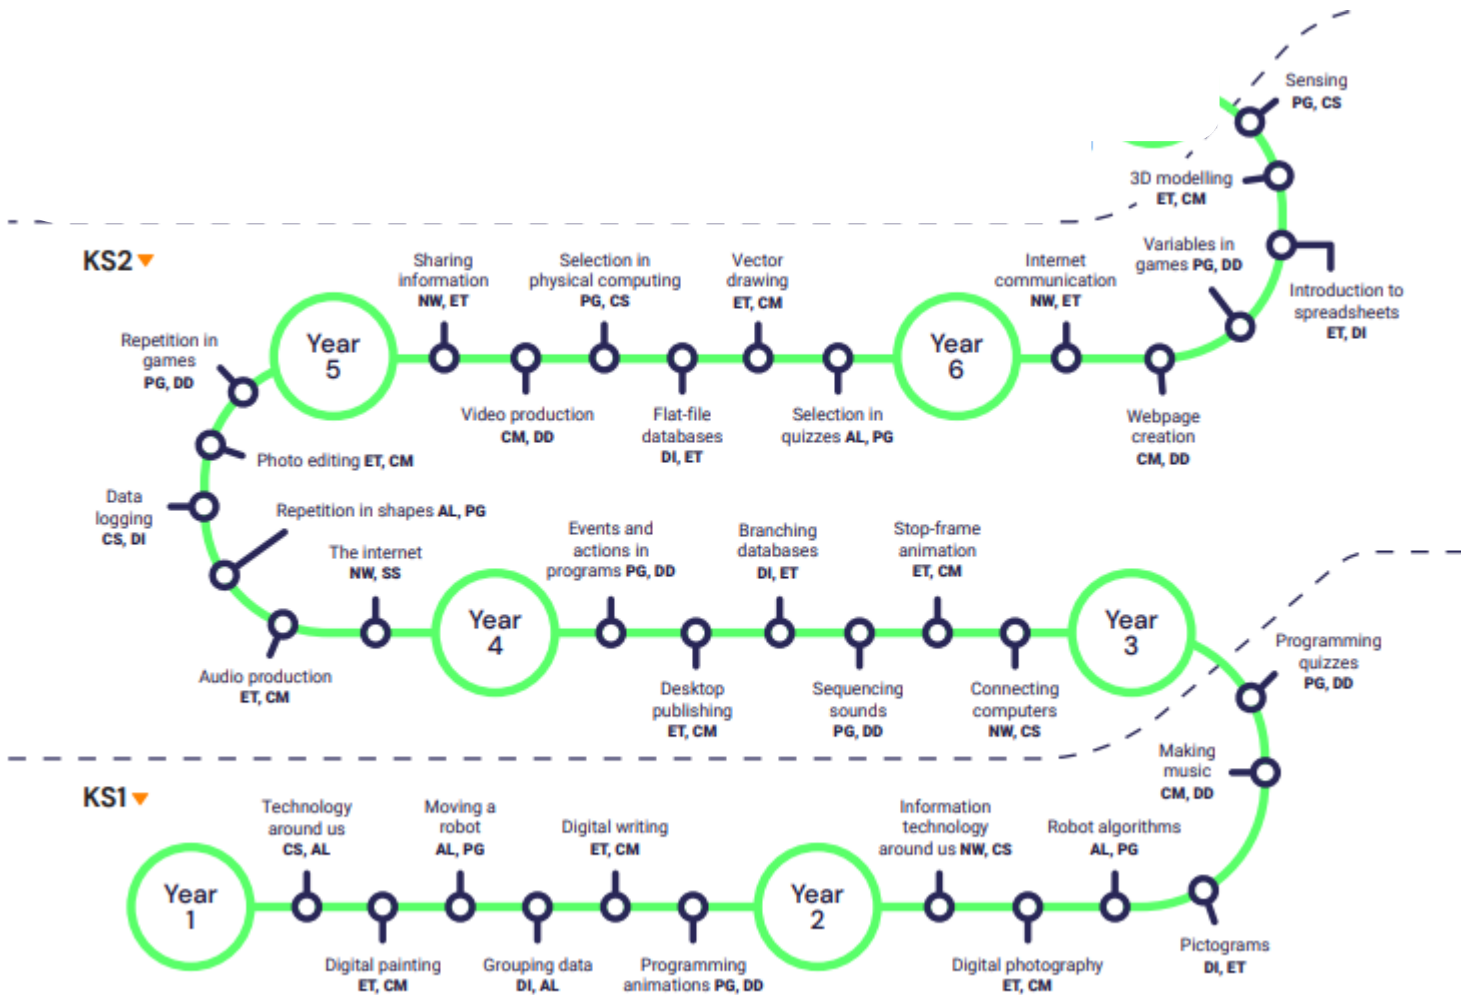 Sensing
PG, CS
3D modelling
ET, CM
Variables in
games PG, DD
Introduction to
spreadsheets
ET, DI
KS2
Sharing
information
NW, ET
Selection in
physical computing
PG, CS
Vector
drawing
ET, CM
Internet
communication
NW, ET
Year
5
Year
6
Repetition in
games
PG, DD
Video production
CM, DD
Flat-file
databases
DI, ET
Selection in
quizzes AL, PG
Webpage
creation
CM, DD
Photo editing ET, CM
Data
logging
CS, DI
Repetition in shapes AL, PG
The internet
NW, SS
Events and
actions in
programs PG, DD
Branching
databases
DI, ET
Stop-frame
animation
ET, CM
Year
4
Year
3
Audio production
ET, CM
Desktop
publishing
ET, CM
Sequencing
sounds
PG, DD
Connecting
computers
NW, CS
Programming
quizzes
PG, DD
Making
music
CM, DD
KS1
Technology
around us
CS, AL
Moving a
robot
AL, PG
Digital writing
ET, CM
Information
technology
around us NW, CS
Robot algorithms
AL, PG
Year
1
Year
2
Digital painting
ET, CM
Grouping data
DI, AL
Programming
animations PG, DD
Digital photography
ET, CM
Pictograms
DI, ET